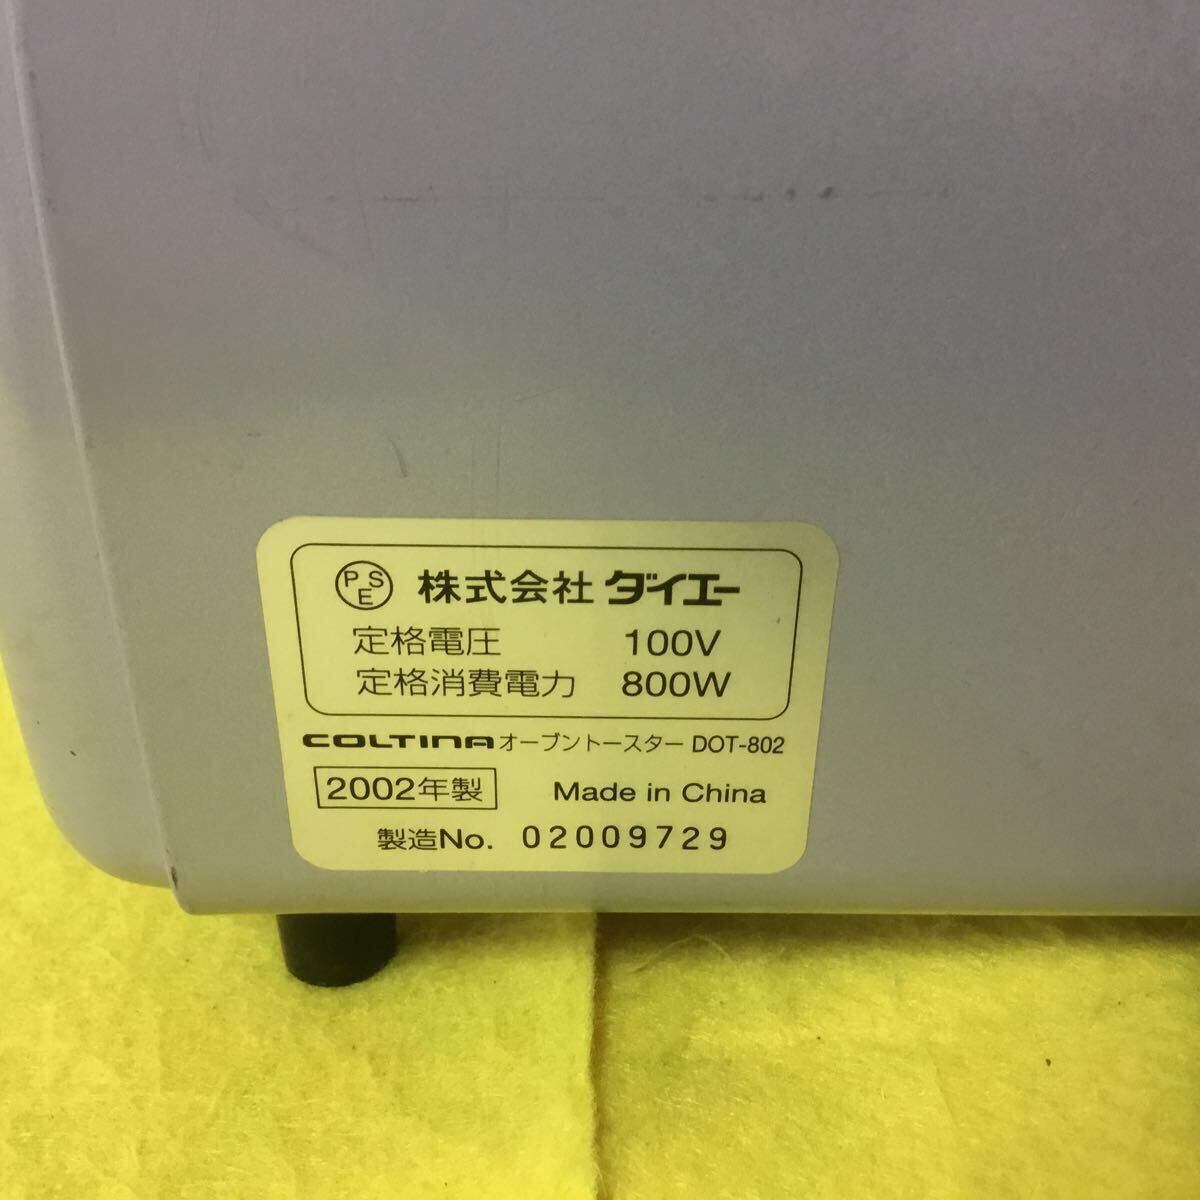 PSE 株式会社 ダイエー
定格電圧 100V
定格消費電力 800W
COLTINA オーブントースター DOT-802
2002年製 Made in China
製造No. 02009729